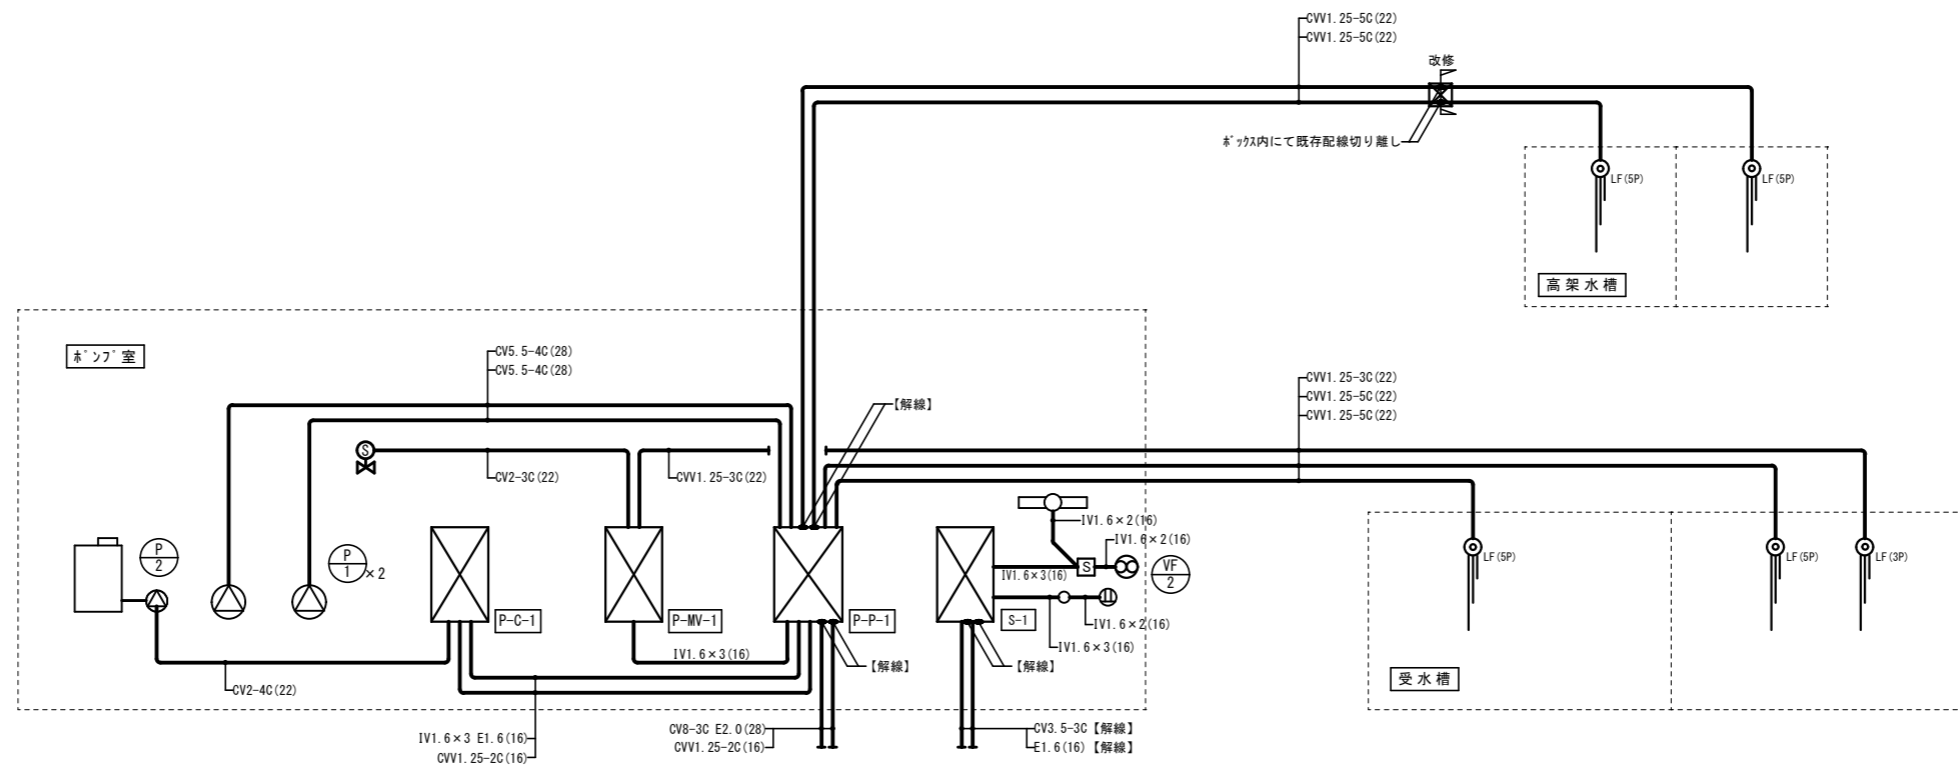 CVV1.25-5C(22)
CVV1.25-5C(22)
改修
ﾎﾞｯｸｽ内にて既存配線切り離し
LF(5P)
LF(5P)
高架水槽
ﾎﾟﾝﾌﾟ室
CV5.5-4C(28)
CV5.5-4C(28)
【解線】
CVV1.25-3C(22)
CVV1.25-5C(22)
CVV1.25-5C(22)
S
CV2-3C(22)
CVV1.25-3C(22)
IV1.6×2(16)
IV1.6×2(16)
P
2
P
1
×2
S
VF
2
IV1.6×3(16)
LF(5P)
LF(5P)
LF(3P)
P-C-1
P-MV-1
P-P-1
S-1
IV1.6×2(16)
IV1.6×3(16)
IV1.6×3(16)
【解線】
【解線】
受水槽
CV2-4C(22)
IV1.6×3 E1.6(16)
CVV1.25-2C(16)
CV8-3C E2.0(28)
CVV1.25-2C(16)
CV3.5-3C【解線】
E1.6(16)【解線】